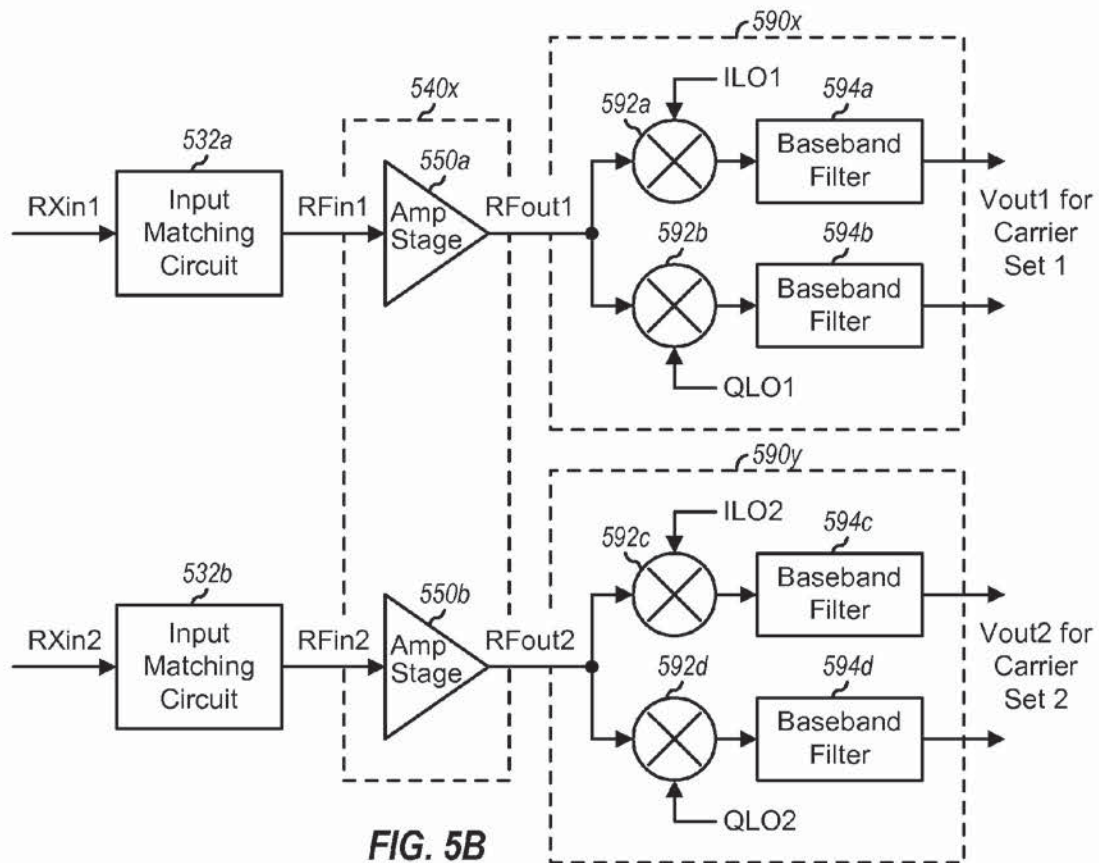 590x
ILO1
540x
592a
594a
532a
550a
Baseband
Filter
RXin1
Input
Matching
Circuit
RFin1
Amp
Stage
RFout1
Vout1 for
Carrier
Set 1
592b
594b
Baseband
Filter
QLO1
590y
ILO2
592c
594c
532b
550b
Baseband
Filter
RXin2
Input
Matching
Circuit
RFin2
Amp
Stage
RFout2
Vout2 for
Carrier
Set 2
592d
594d
Baseband
Filter
QLO2
FIG. 5B